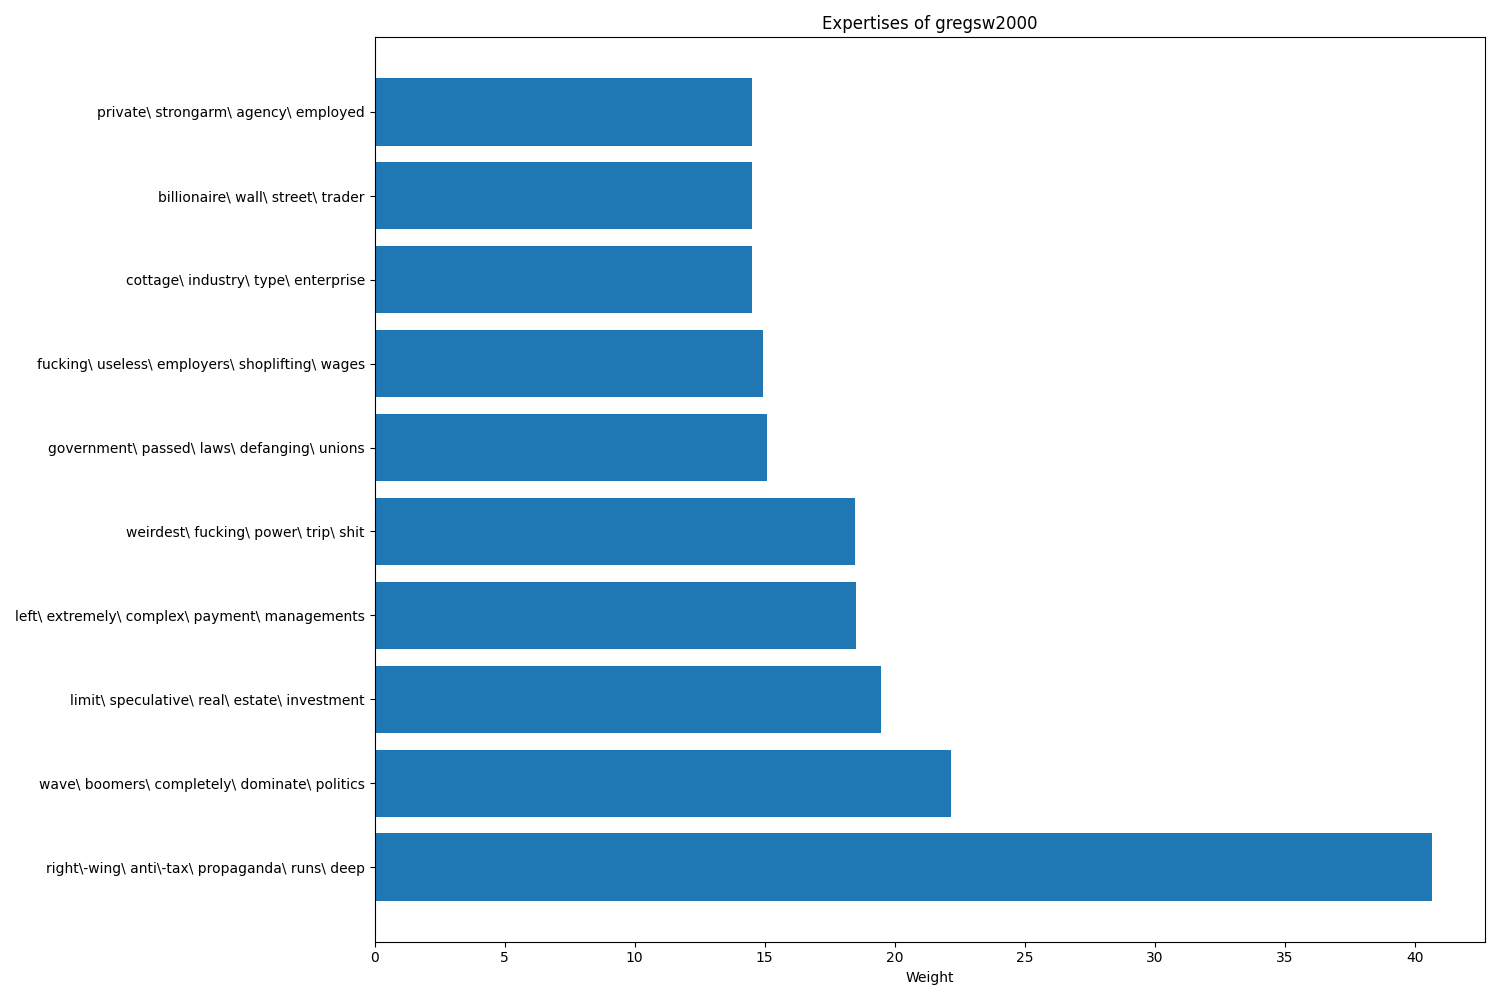 Expertises of gregsw2000
private\ strongarm\ agency\ employed
billionaire\ wall\ street\ trader
cottage\ industry\ type\ enterprise
fucking\ useless\ employers\ shoplifting\ wages
government\ passed\ laws\ defanging\ unions
weirdest\ fucking\ power\ trip\ shit
left\ extremely\ complex\ payment\ managements
limit\ speculative\ real\ estate\ investment
wave\ boomers\ completely\ dominate\ politics
right\-wing\ anti\-tax\ propaganda\ runs\ deep
0 5 10 15 20 25 30 35 40
Weight